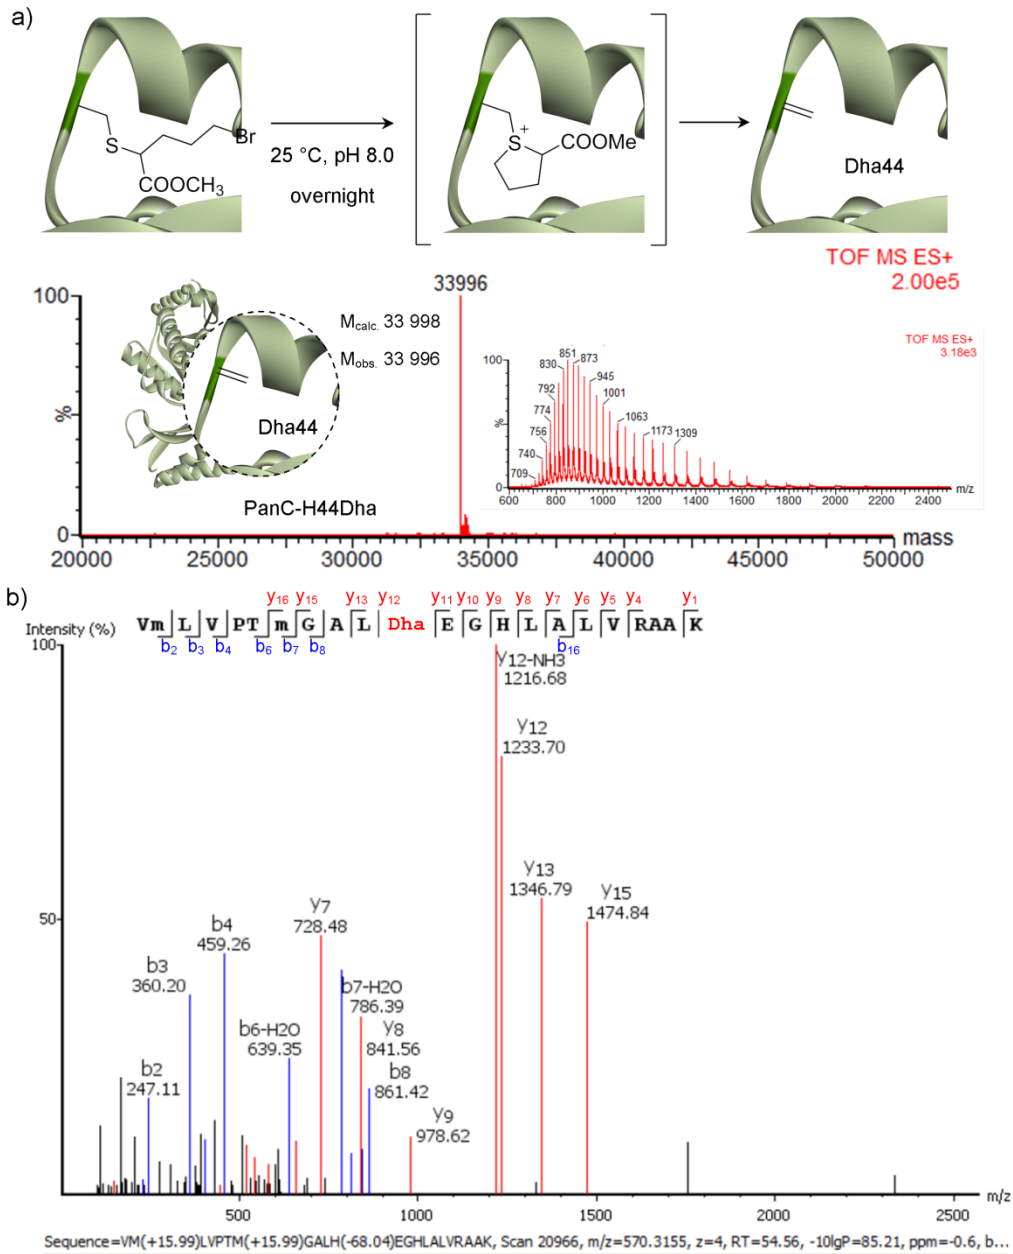 a)
S
Br
COOCH3
25 °C, pH 8.0
overnight
S+
COOMe
Dha44
TOF MS ES+
2.00e5
33996
100
%
0
Mcalc. 33 998
Mobs. 33 996
Dha44
PanC-H44Dha
TOF MS ES+
3.18e3
100
%
0
709
740
756
774
792
830
851
873
945
1001
1063
1173
1309
600 800 1000 1200 1400 1600 1800 2000 2200 2400 m/z
20000 25000 30000 35000 40000 45000 50000 mass
b)
y16 y15 y13 y12 y11 y10 y9 y8 y7 y6 y5 y4 y1
V m L V P T m G A L Dha E G H L A L V R A A K
b2 b3 b4 b6 b7 b8 b16
Intensity (%)
100
50
y12-NH3
1216.68
y12
1233.70
y13
1346.79
y15
1474.84
y7
728.48
b4
459.26
b3
360.20
b7-H2O
786.39
b6-H2O
639.35
y8
841.56
b2
247.11
b8
861.42
y9
978.62
500 1000 1500 2000 2500 m/z
Sequence=VM(+15.99)LVPTM(+15.99)GALH(-68.04)EGHLALVRAAK, Scan 20966, m/z=570.3155, z=4, RT=54.56, -10lgP=85.21, ppm=-0.6, b...